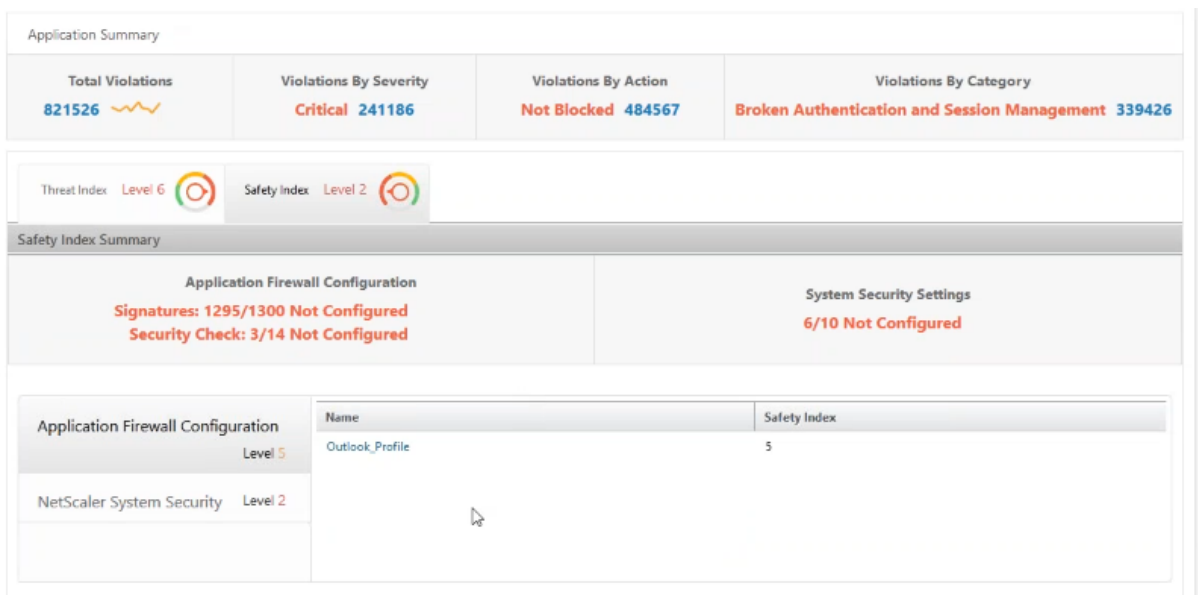 Application Summary
Total Violations
821526
Violations By Severity
Critical 241186
Violations By Action
Not Blocked 484567
Violations By Category
Broken Authentication and Session Management 339426
Threat Index Level 6
Safety Index Level 2
Safety Index Summary
Application Firewall Configuration
Signatures: 1295/1300 Not Configured
Security Check: 3/14 Not Configured
System Security Settings
6/10 Not Configured
Application Firewall Configuration
Level 5
NetScaler System Security Level 2
Name Safety Index
Outlook_Profile 5